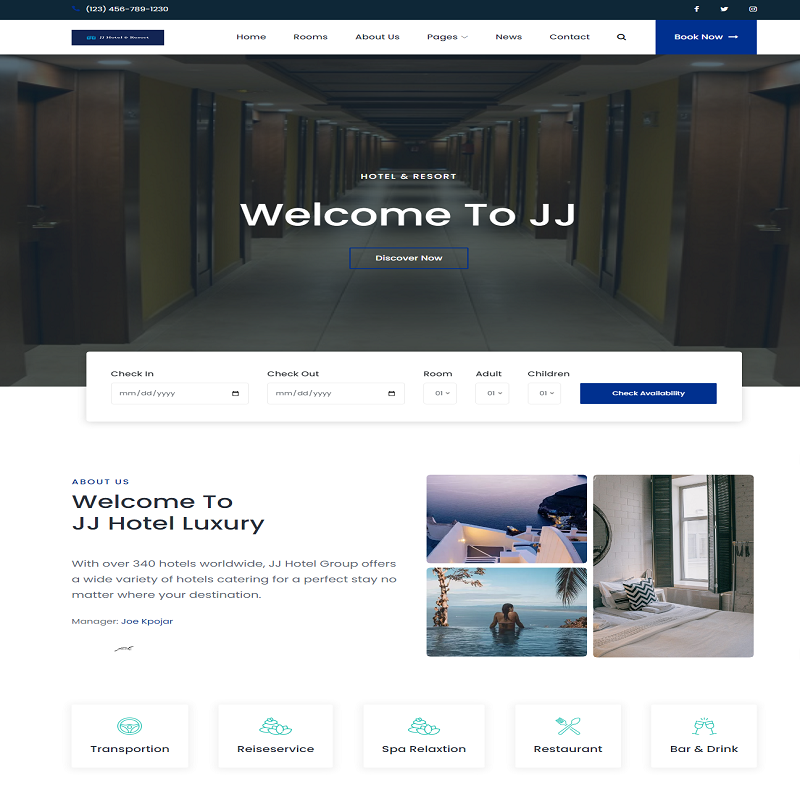 (123) 456-789-1230
JJ Hotel & Resort
Home Rooms About Us Pages News Contact Book Now
HOTEL & RESORT
Welcome To JJ
Discover Now
Check In Check Out Room Adult Children
mm/dd/yyyy mm/dd/yyyy 01 01 01 Check Availability
ABOUT US
Welcome To
JJ Hotel Luxury
With over 340 hotels worldwide, JJ Hotel Group offers
a wide variety of hotels catering for a perfect stay no
matter where your destination.
Manager: Joe Kpojar
Transportion Reiseservice Spa Relaxtion Restaurant Bar & Drink